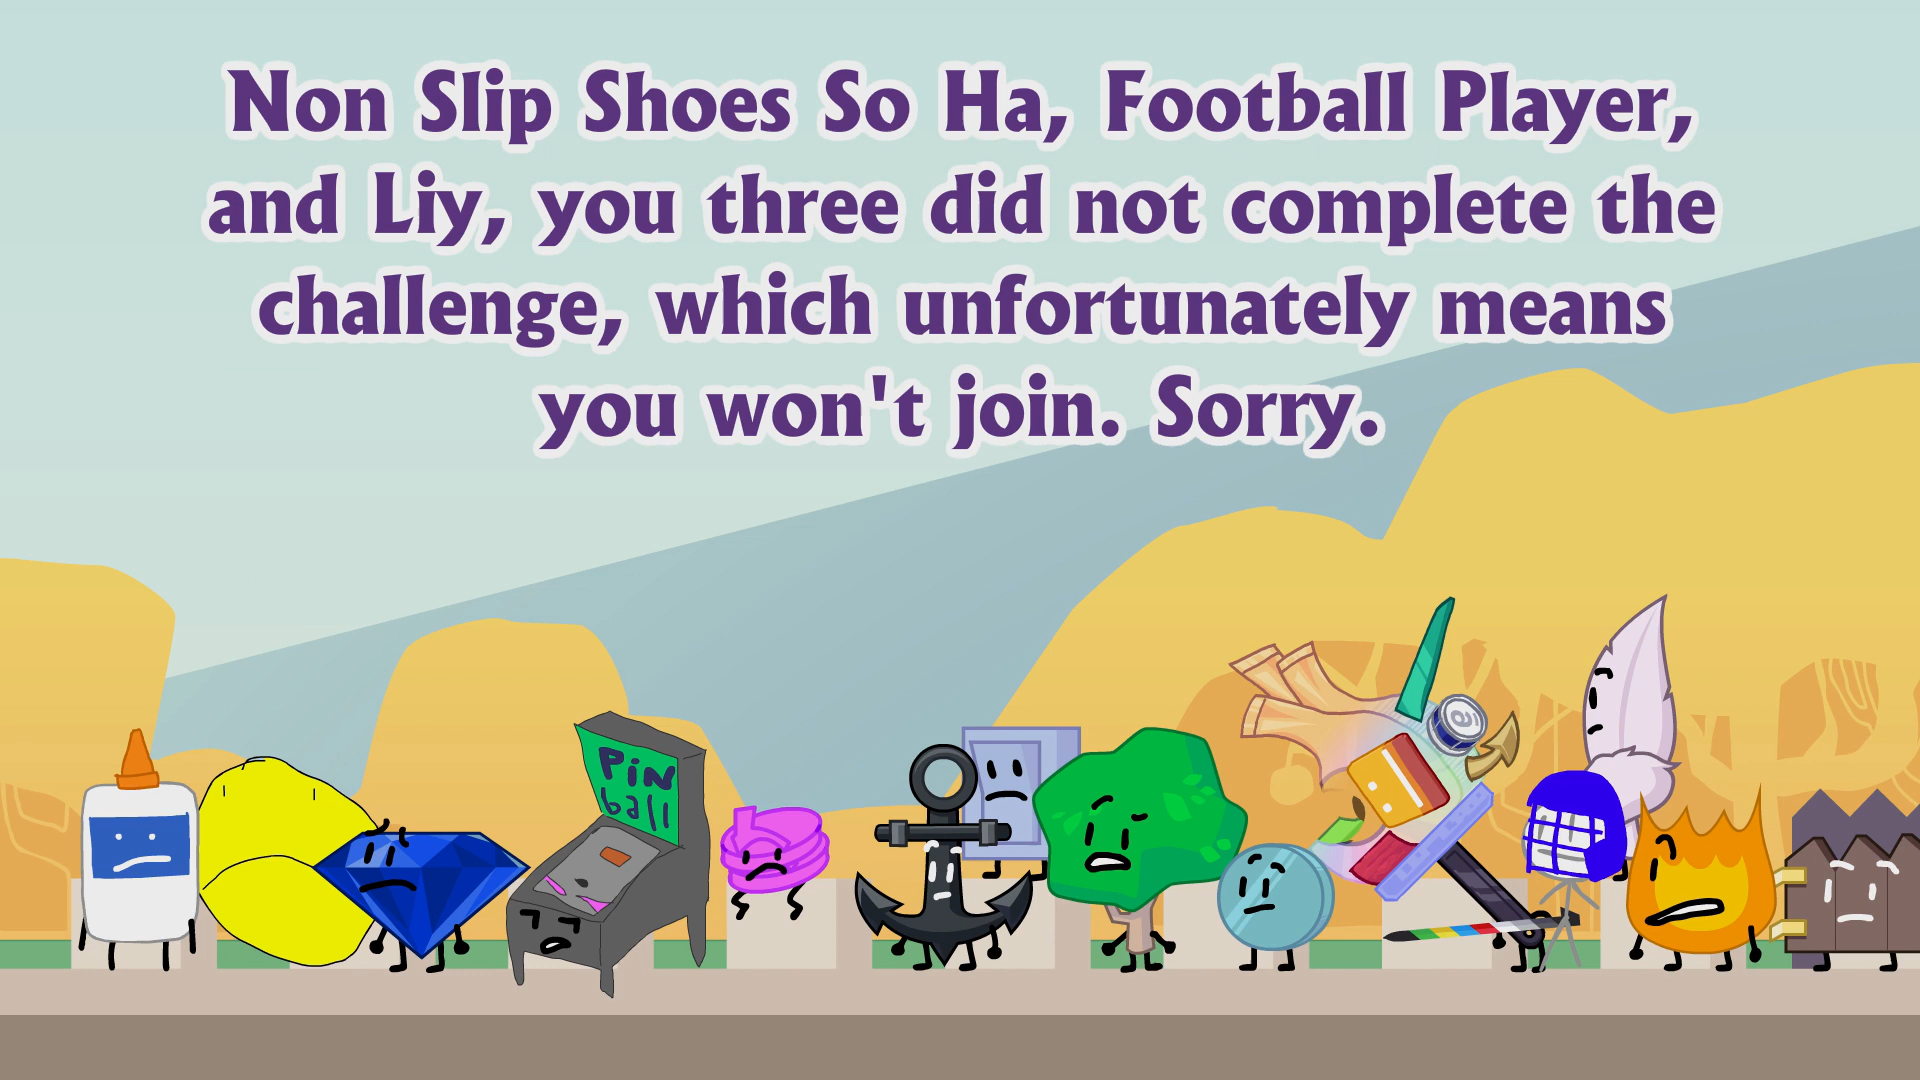 Non Slip Shoes So Ha, Football Player,
and Liy, you three did not complete the
challenge, which unfortunately means
you won't join. Sorry.
Pin
ball